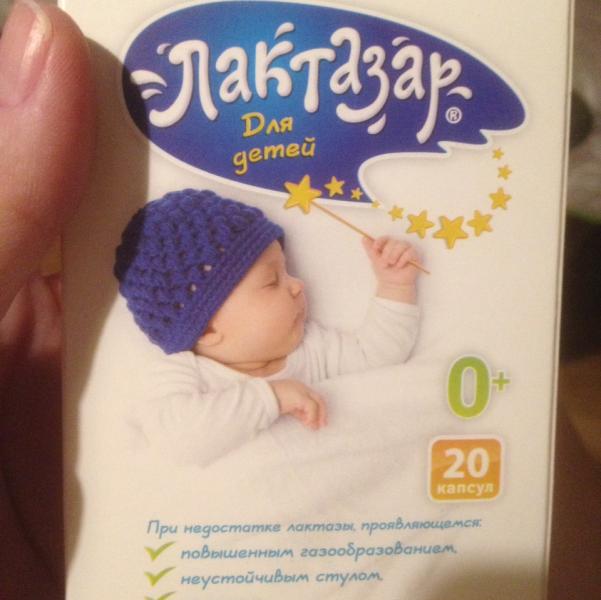 Лактазар®
Для
детей
0+
20
капсул
При недостатке лактазы, проявляющемся:
повышенным газообразованием,
неустойчивым стулом,